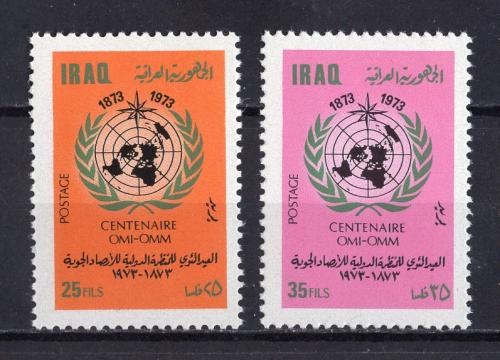 IRAQ الجمهورية العراقية
1873 1973
POSTAGE
CENTENAIRE
OMI-OMM
العيد المئوي للمنظمة الدولية للأرصاد الجوية
١٩٧٣-١٨٧٣
25 FILS ٢٥ فلسا
IRAQ الجمهورية العراقية
1873 1973
POSTAGE
CENTENAIRE
OMI-OMM
العيد المئوي للمنظمة الدولية للأرصاد الجوية
١٩٧٣-١٨٧٣
35 FILS ٣٥ فلسا